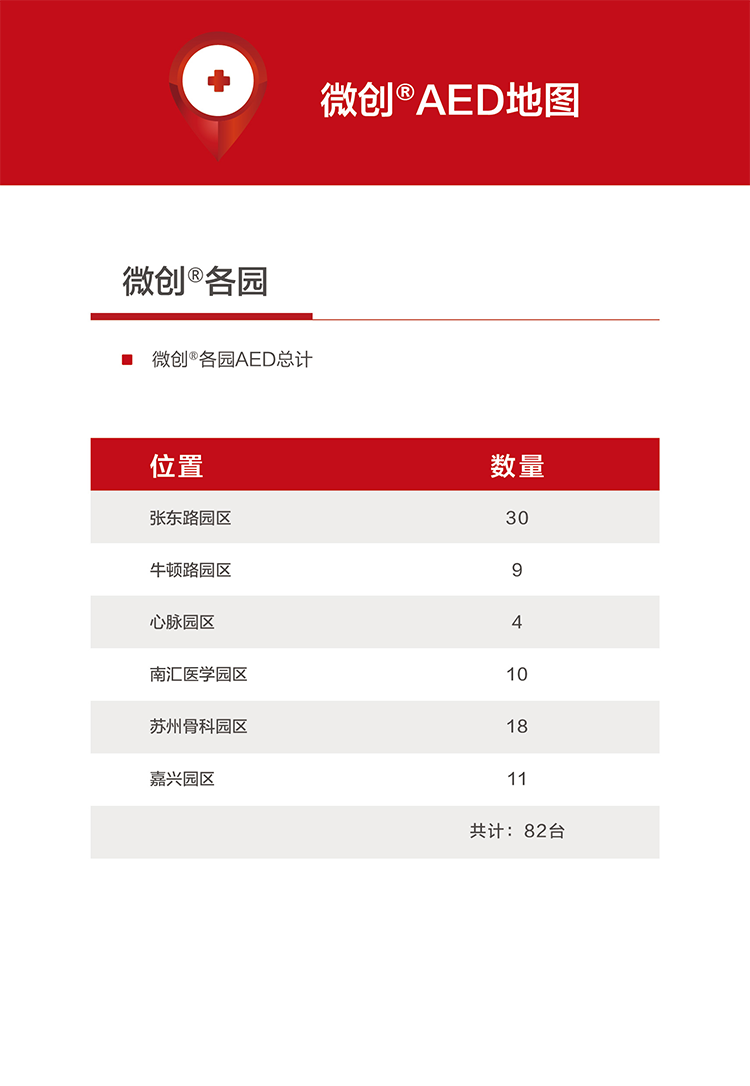 微创®AED地图
微创®各园
微创®各园AED总计
位置 数量
张东路园区 30
牛顿路园区 9
心脉园区 4
南汇医学园区 10
苏州骨科园区 18
嘉兴园区 11
共计：82台